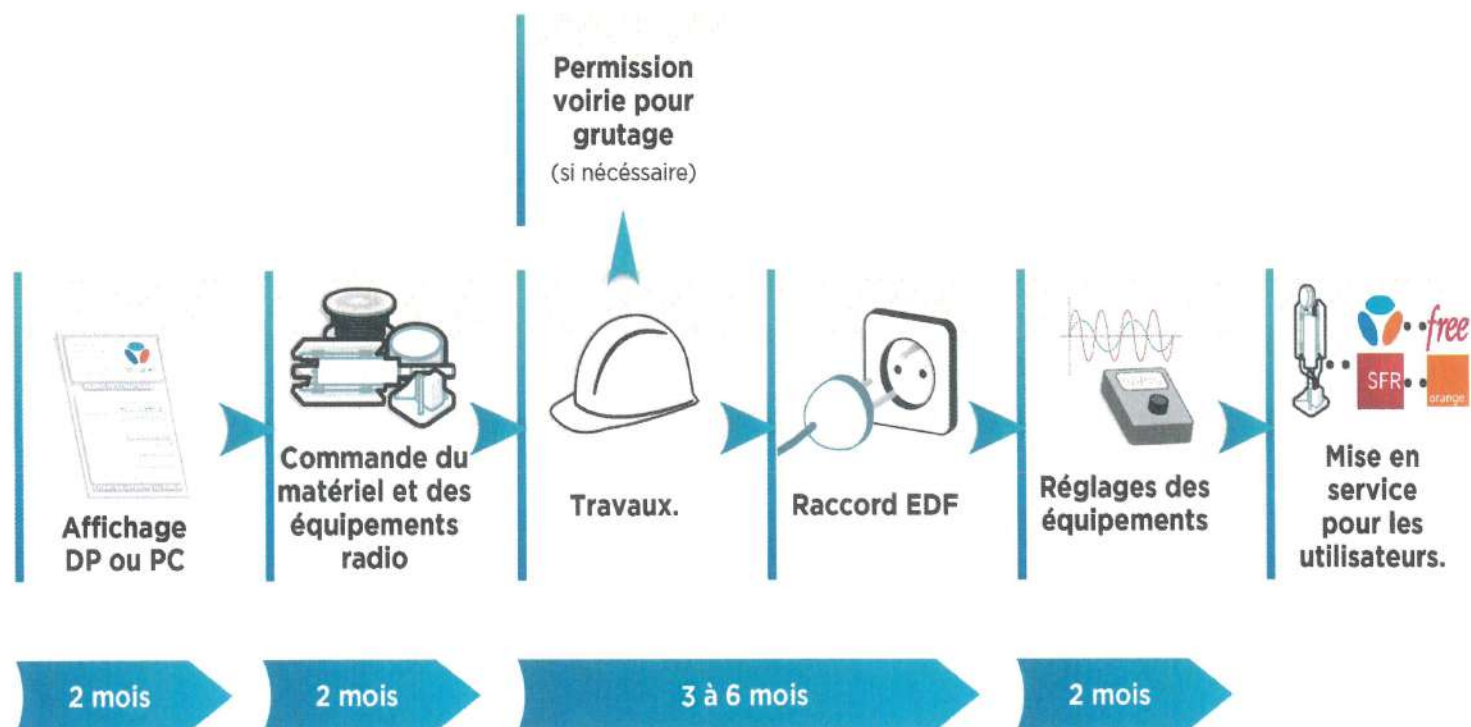 Permission
voirie pour
grutage
(si nécéssaire)
Affichage
DP ou PC
Commande du
matériel et des
équipements
radio
Travaux.
Raccord EDF
Réglages des
équipements
free
SFR
orange
Mise en
service
pour les
utilisateurs.
2 mois
2 mois
3 à 6 mois
2 mois